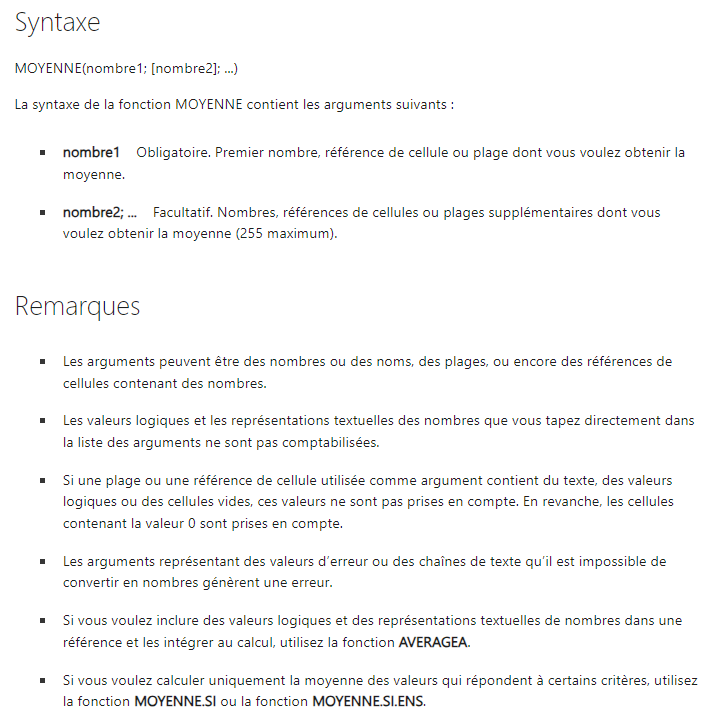 Syntaxe
MOYENNE(nombre1; [nombre2]; ...)
La syntaxe de la fonction MOYENNE contient les arguments suivants :
▪ nombre1 Obligatoire. Premier nombre, référence de cellule ou plage dont vous voulez obtenir la
moyenne.
▪ nombre2; ... Facultatif. Nombres, références de cellules ou plages supplémentaires dont vous
voulez obtenir la moyenne (255 maximum).
Remarques
▪ Les arguments peuvent être des nombres ou des noms, des plages, ou encore des références de
cellules contenant des nombres.
▪ Les valeurs logiques et les représentations textuelles des nombres que vous tapez directement dans
la liste des arguments ne sont pas comptabilisées.
▪ Si une plage ou une référence de cellule utilisée comme argument contient du texte, des valeurs
logiques ou des cellules vides, ces valeurs ne sont pas prises en compte. En revanche, les cellules
contenant la valeur 0 sont prises en compte.
▪ Les arguments représentant des valeurs d’erreur ou des chaînes de texte qu’il est impossible de
convertir en nombres génèrent une erreur.
▪ Si vous voulez inclure des valeurs logiques et des représentations textuelles de nombres dans une
référence et les intégrer au calcul, utilisez la fonction AVERAGEA.
▪ Si vous voulez calculer uniquement la moyenne des valeurs qui répondent à certains critères, utilisez
la fonction MOYENNE.SI ou la fonction MOYENNE.SI.ENS.